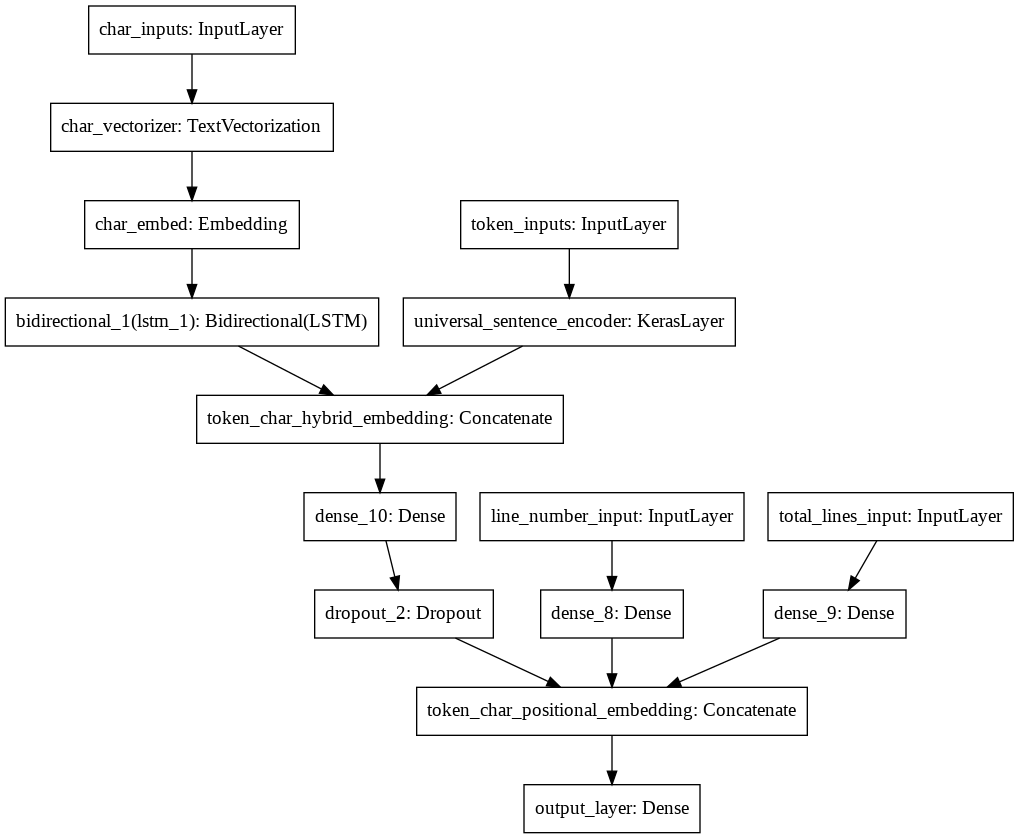 char_inputs: InputLayer
char_vectorizer: TextVectorization
char_embed: Embedding
token_inputs: InputLayer
bidirectional_1(lstm_1): Bidirectional(LSTM)
universal_sentence_encoder: KerasLayer
token_char_hybrid_embedding: Concatenate
dense_10: Dense
line_number_input: InputLayer
total_lines_input: InputLayer
dropout_2: Dropout
dense_8: Dense
dense_9: Dense
token_char_positional_embedding: Concatenate
output_layer: Dense